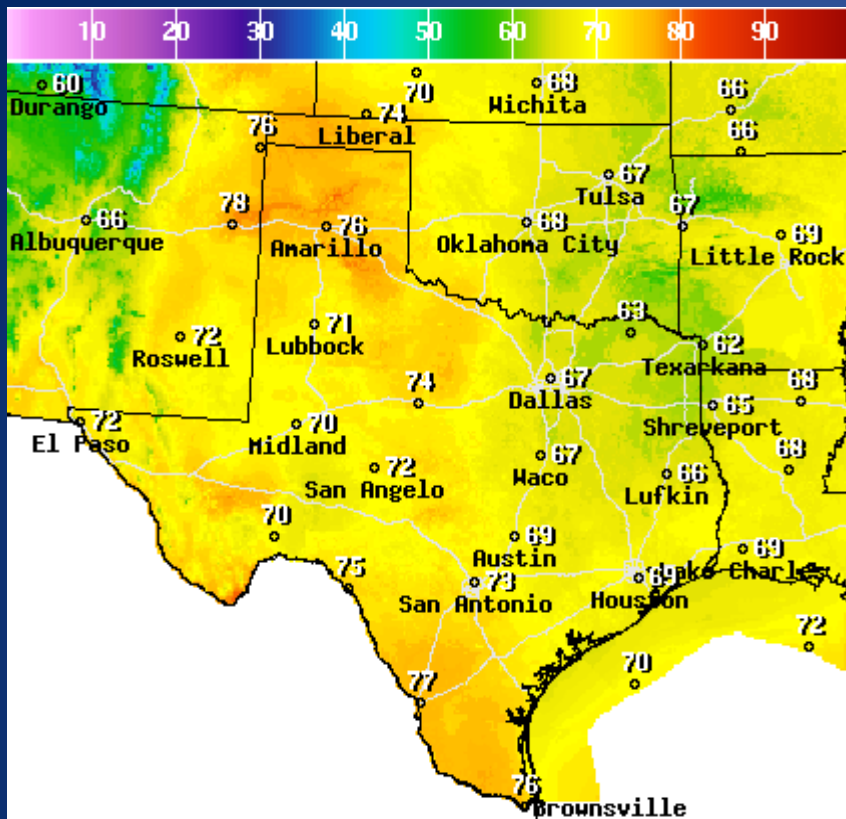 10 20 30 40 50 60 70 80 90
60
Durango
70
68
Wichita
66
74
Liberal
76
66
67
Tulsa
66
Albuquerque
78
76
Amarillo
68
Oklahoma City
67
69
Little Rock
72
Roswell
71
Lubbock
63
62
Texarkana
74
67
Dallas
65
Shreveport
68
72
El Paso
70
Midland
72
San Angelo
67
Waco
66
Lufkin
68
70
69
Austin
69
Lake Charles
75
73
San Antonio
69
Houston
72
70
77
76
Brownsville